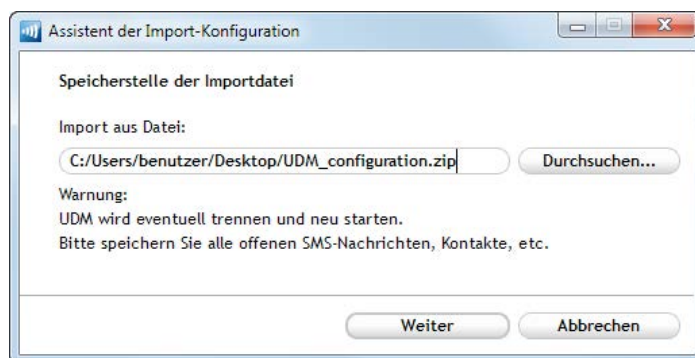 Assistent der Import-Konfiguration
Speicherstelle der Importdatei
Import aus Datei:
C:/Users/benutzer/Desktop/UDM_configuration.zip
Durchsuchen...
Warnung:
UDM wird eventuell trennen und neu starten.
Bitte speichern Sie alle offenen SMS-Nachrichten, Kontakte, etc.
Weiter
Abbrechen